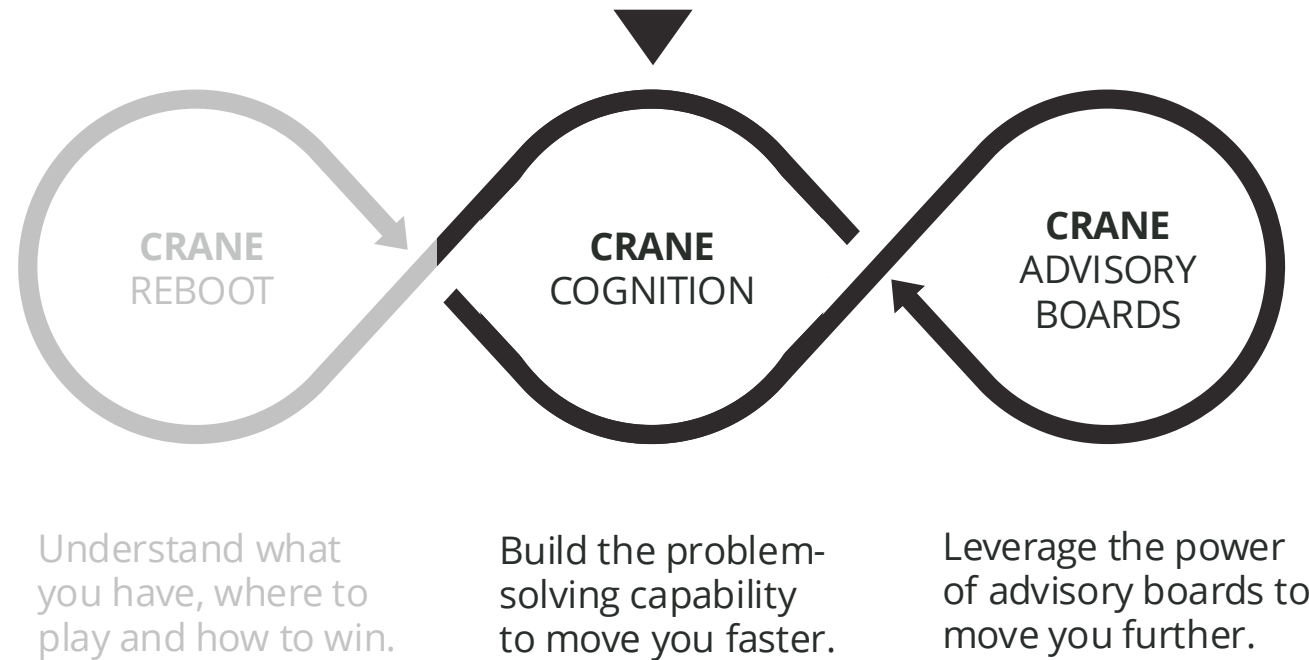 CRANE
REBOOT
CRANE
COGNITION
CRANE
ADVISORY
BOARDS
Understand what
you have, where to
play and how to win.
Build the problem-
solving capability
to move you faster.
Leverage the power
of advisory boards to
move you further.